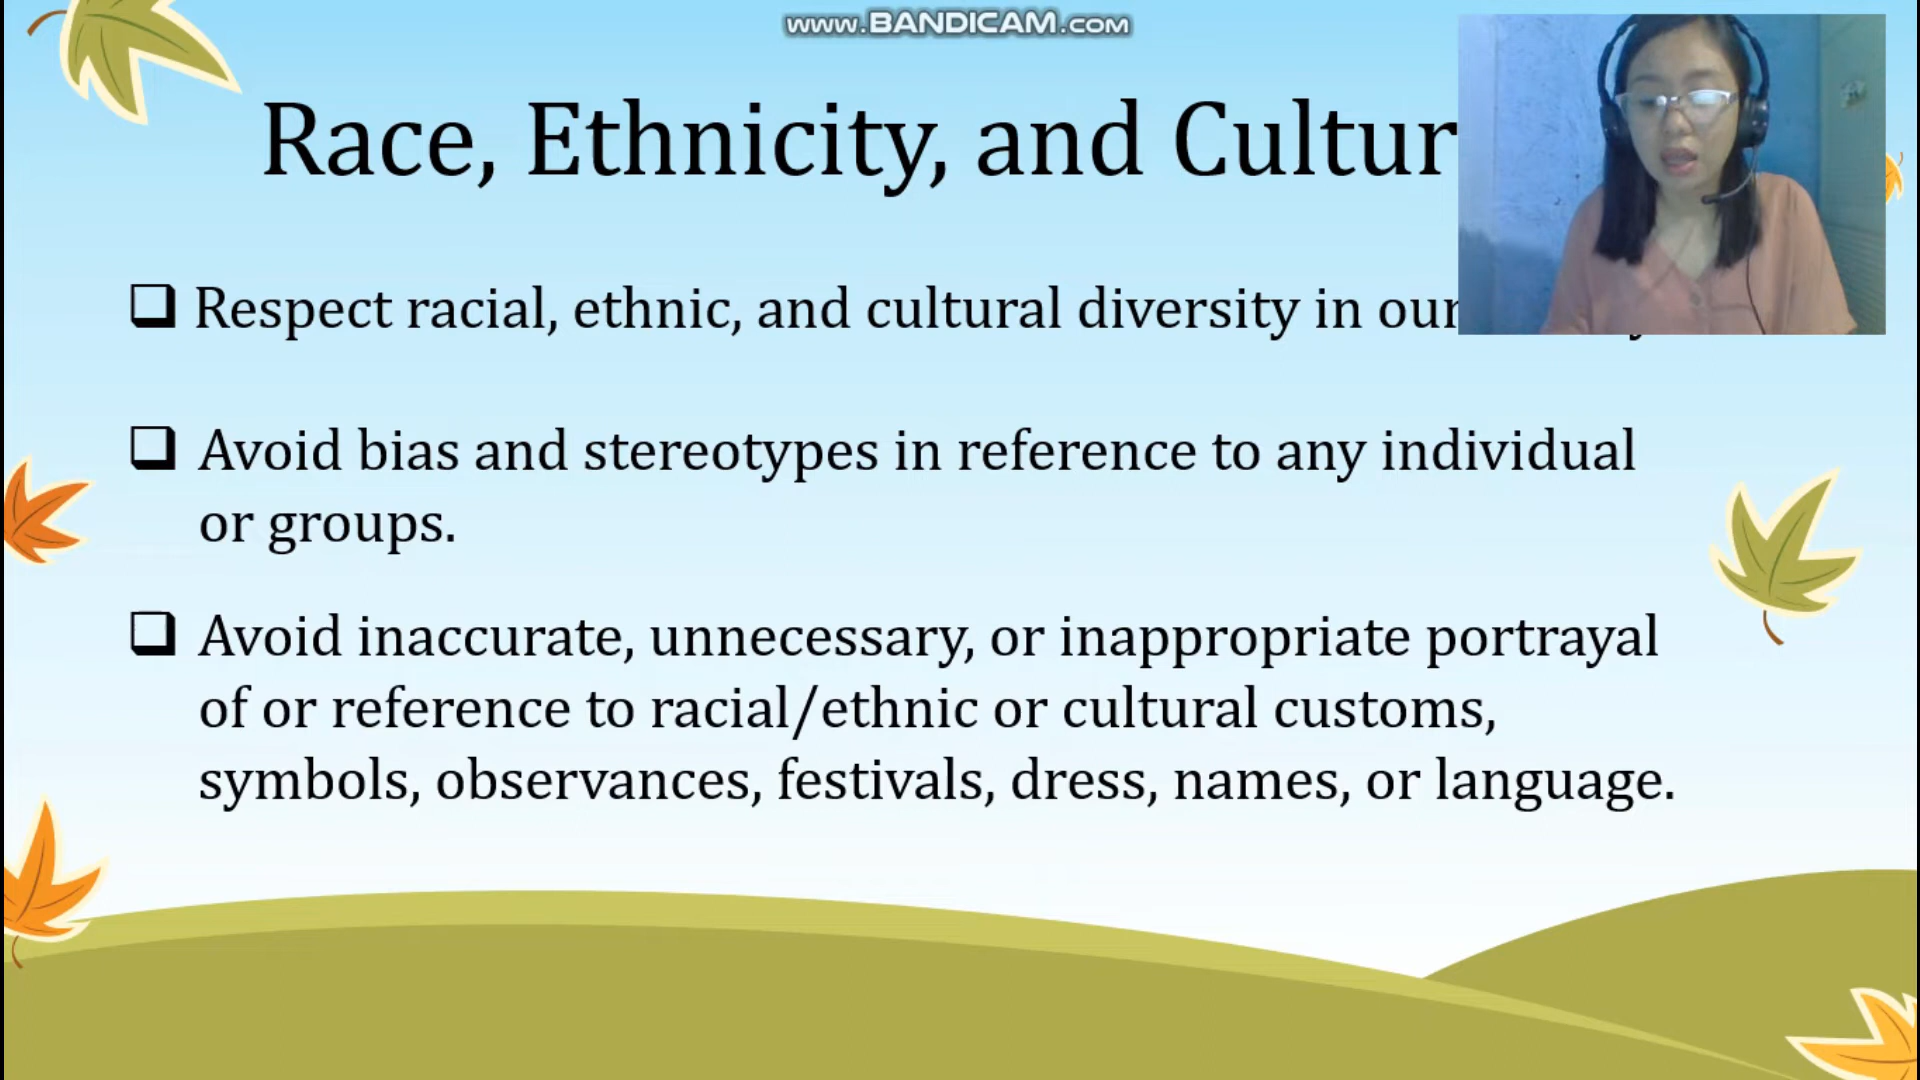 www.BANDICAM.com
Race, Ethnicity, and Cultur
Respect racial, ethnic, and cultural diversity in our
Avoid bias and stereotypes in reference to any individual
or groups.
Avoid inaccurate, unnecessary, or inappropriate portrayal
of or reference to racial/ethnic or cultural customs,
symbols, observances, festivals, dress, names, or language.